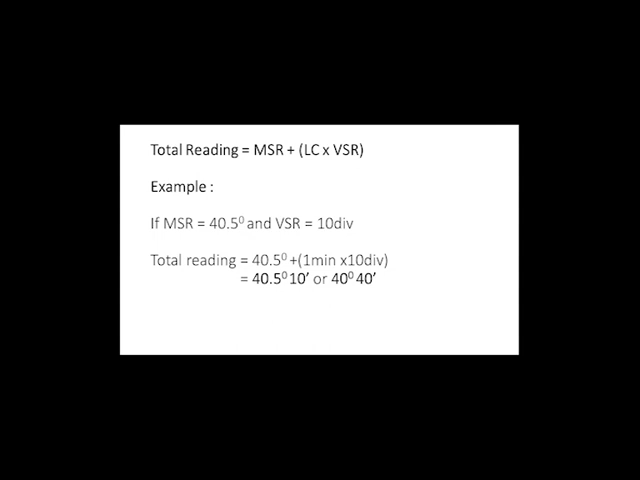 Total Reading = MSR + (LC x VSR)
Example :
If MSR = 40.5⁰ and VSR = 10div
Total reading = 40.5⁰ +(1min x10div)
= 40.5⁰ 10’ or 40⁰ 40’